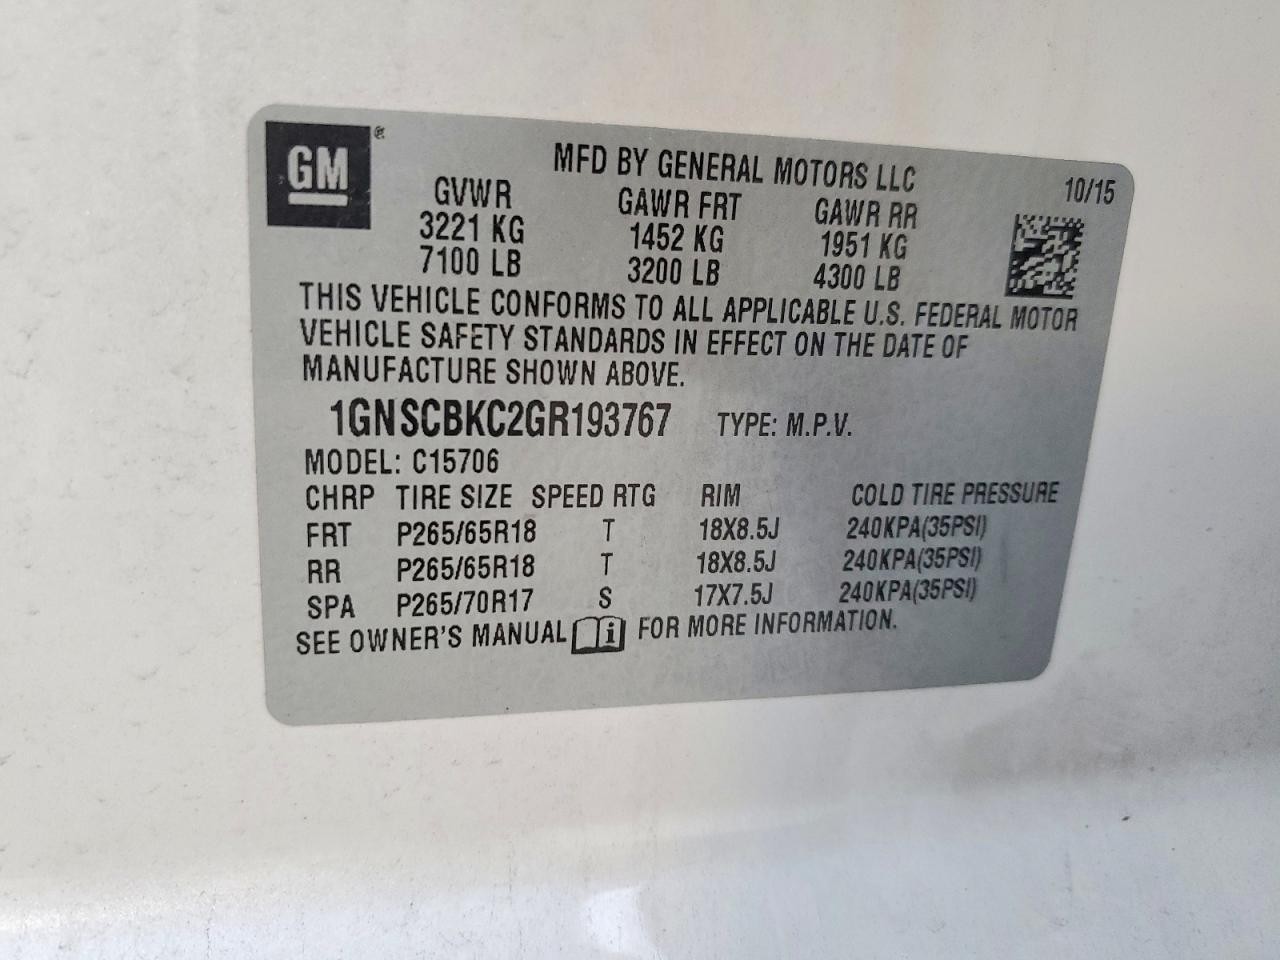 GM ®
MFD BY GENERAL MOTORS LLC 10/15
GVWR GAWR FRT GAWR RR
3221 KG 1452 KG 1951 KG
7100 LB 3200 LB 4300 LB
THIS VEHICLE CONFORMS TO ALL APPLICABLE U.S. FEDERAL MOTOR
VEHICLE SAFETY STANDARDS IN EFFECT ON THE DATE OF
MANUFACTURE SHOWN ABOVE.
1GNSCBKC2GR193767 TYPE: M.P.V.
MODEL: C15706
CHRP TIRE SIZE SPEED RTG RIM COLD TIRE PRESSURE
FRT P265/65R18 T 18X8.5J 240KPA(35PSI)
RR P265/65R18 T 18X8.5J 240KPA(35PSI)
SPA P265/70R17 S 17X7.5J 240KPA(35PSI)
SEE OWNER'S MANUAL i FOR MORE INFORMATION.